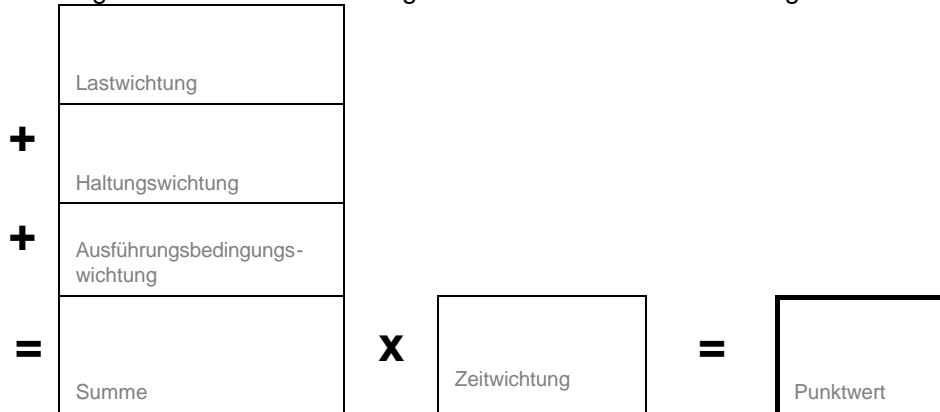 Lastwichtung
+
Haltungswichtung
+
Ausführungsbedingungs-
wichtung
= x =
Summe
Zeitwichtung
Punktwert